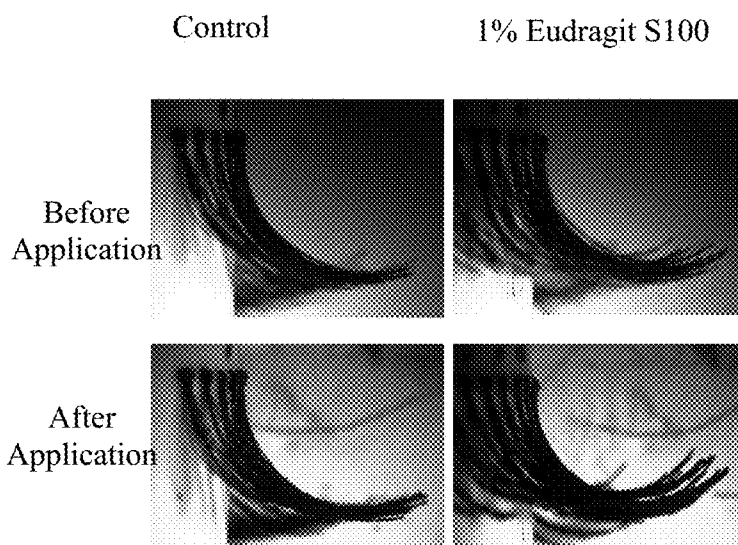 Control
1% Eudragit S100
Before
Application
After
Application